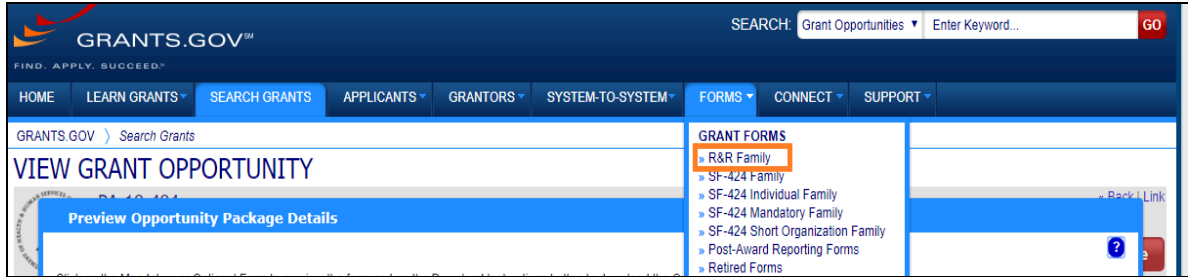 GRANTS.GOV℠
SEARCH: Grant Opportunities ▼ Enter Keyword... GO
FIND. APPLY. SUCCEED.®
HOME LEARN GRANTS SEARCH GRANTS APPLICANTS GRANTORS SYSTEM-TO-SYSTEM FORMS CONNECT SUPPORT
GRANTS.GOV 〉 Search Grants
VIEW GRANT OPPORTUNITY
« Back | Link
Preview Opportunity Package Details
GRANT FORMS
» R&R Family
» SF-424 Family
» SF-424 Individual Family
» SF-424 Mandatory Family
» SF-424 Short Organization Family
» Post-Award Reporting Forms
» Retired Forms
?